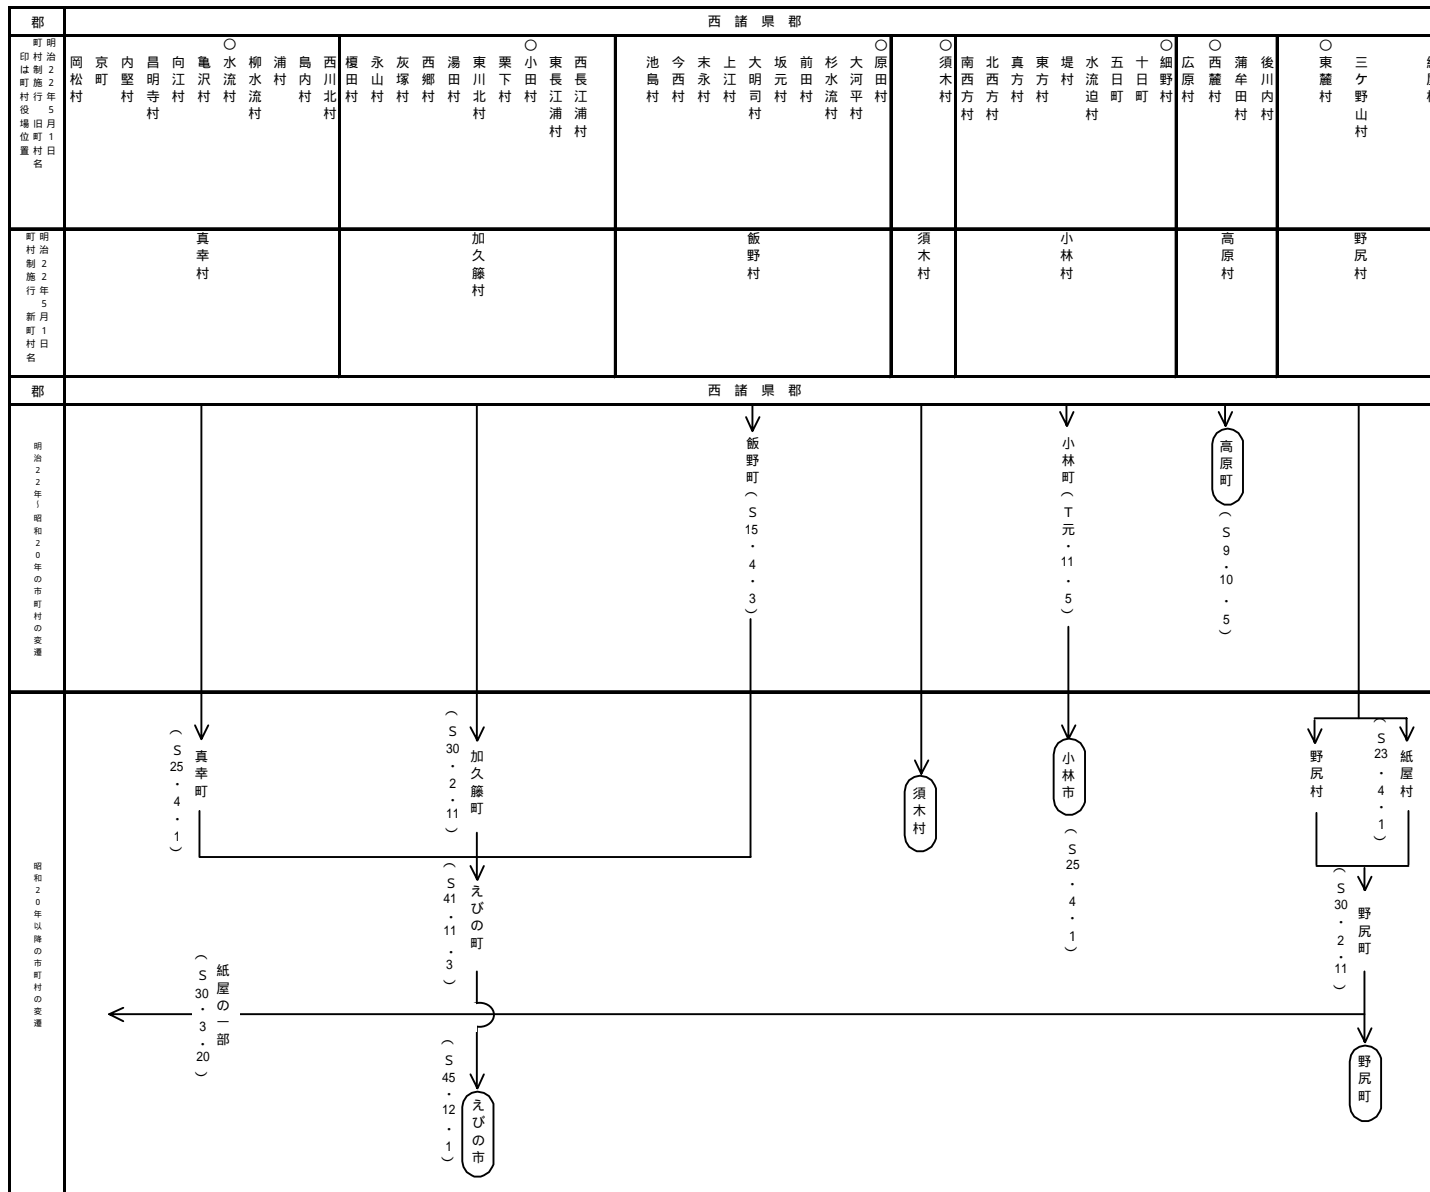 郡
西諸県郡
明治22年5月1日
町村制施行 旧町村名
印は町村役場位置
西川北村
島内村
浦村
柳水流村
○水流村
亀沢村
向江村
昌明寺村
内竪村
京町
岡松村
西長江浦村
東長江浦村
○小田村
栗下村
東川北村
湯田村
西郷村
灰塚村
永山村
榎田村
○原田村
大河平村
杉水流村
前田村
坂元村
大明司村
上江村
末永村
今西村
池島村
○須木村
○細野村
十日町
五日町
水流迫村
堤村
東方村
真方村
北西方村
南西方村
後川内村
蒲牟田村
○西麓村
広原村
三ケ野山村
○東麓村
明治22年5月1日
町村制施行 新町村名
真幸村
加久藤村
飯野村
須木村
小林村
高原村
野尻村
郡
西諸県郡
明治22年~昭和20年の市町村の変遷
飯野町(S15・4・3)
小林町(T元・11・5)
高原町
(S9・10・5)
昭和20年以降の市町村の変遷
真幸町
(S25・4・1)
加久藤町
(S30・2・11)
須木村
小林市
(S25・4・1)
野尻村
紙屋村
(S23・4・1)
えびの町
(S41・11・3)
野尻町
(S30・2・11)
紙屋の一部
(S30・3・20)
えびの市
(S45・12・1)
野尻町